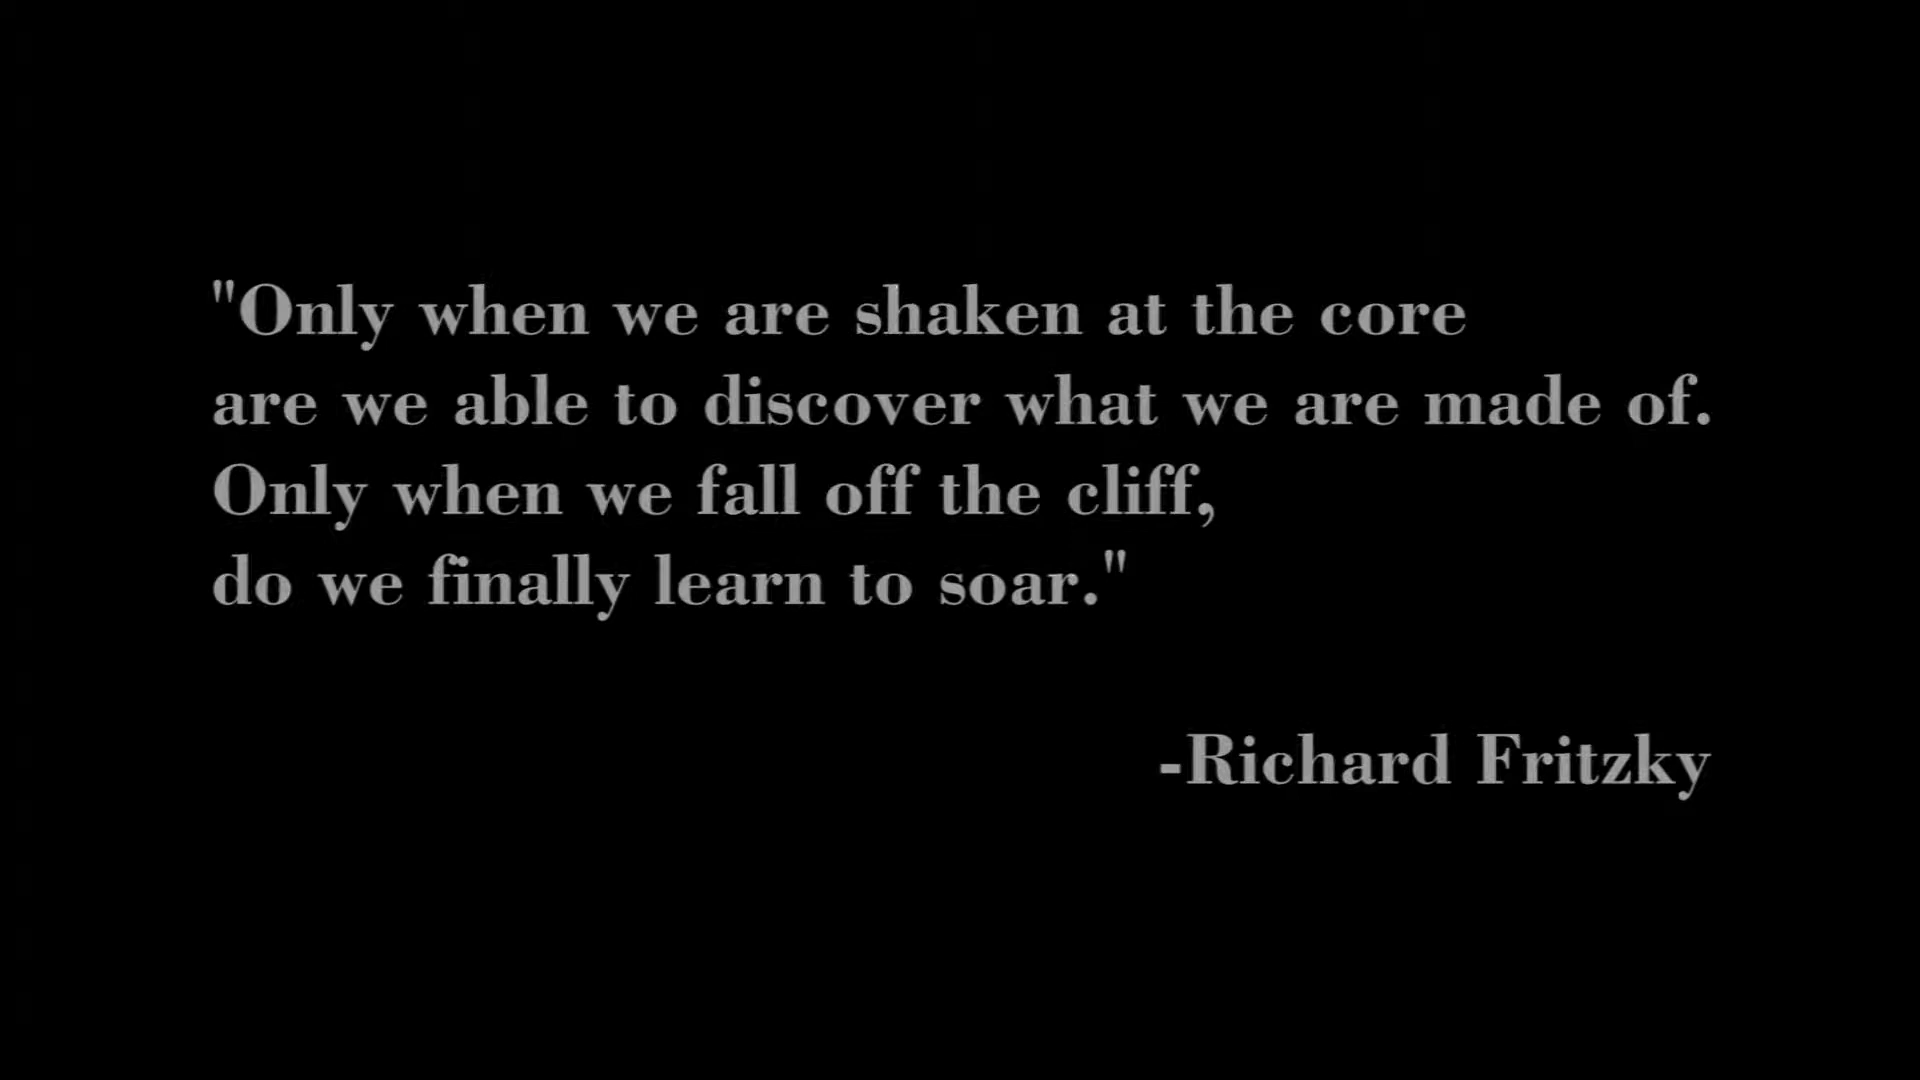 "Only when we are shaken at the core
are we able to discover what we are made of.
Only when we fall off the cliff,
do we finally learn to soar."
-Richard Fritzky